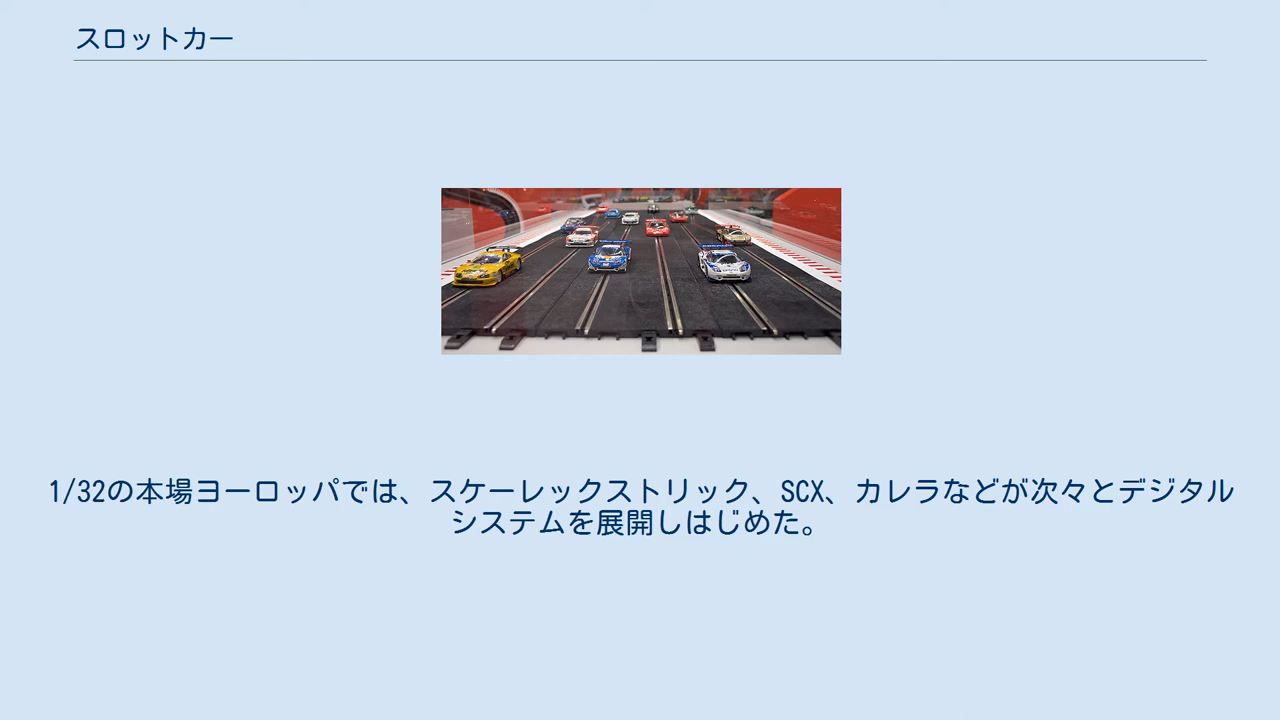 スロットカー
1/32の本場ヨーロッパでは、スケーレックストリック、SCX、カレラなどが次々とデジタル
システムを展開しはじめた。